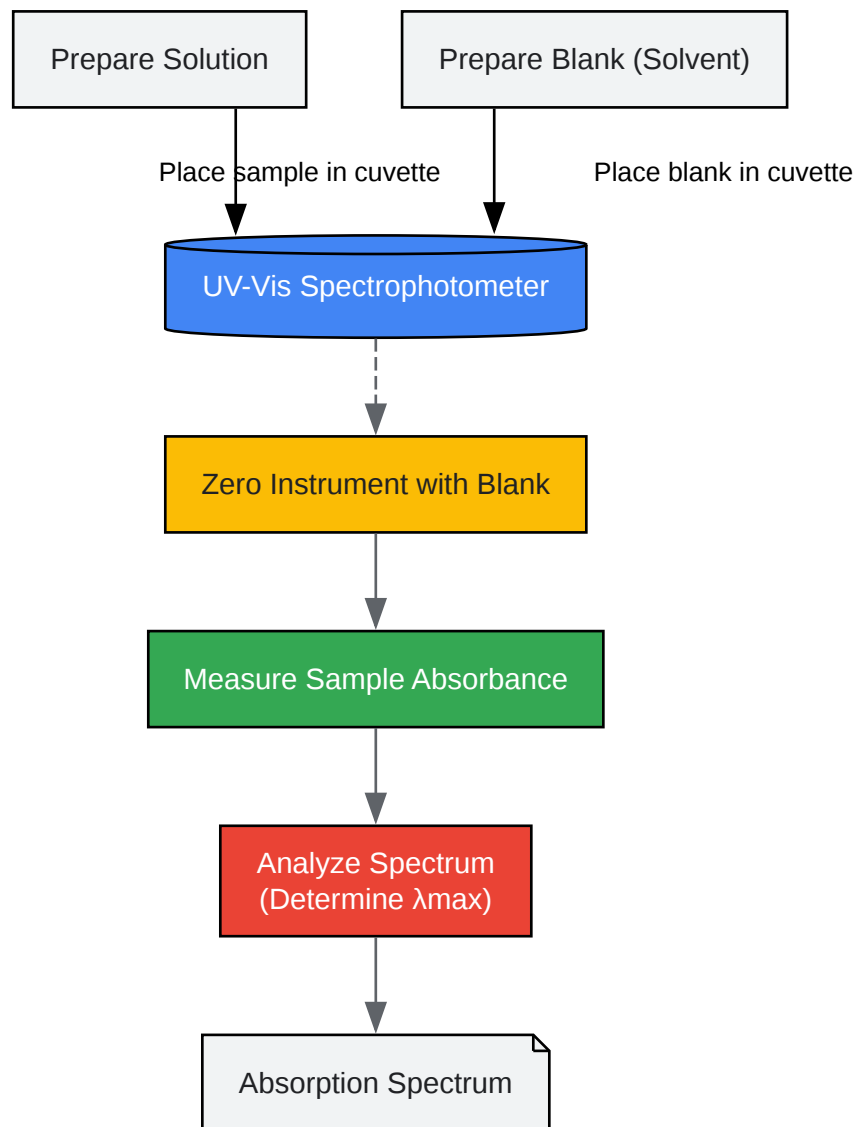 Prepare Solution
Prepare Blank (Solvent)
Place sample in cuvette
Place blank in cuvette
UV-Vis Spectrophotometer
Zero Instrument with Blank
Measure Sample Absorbance
Analyze Spectrum
(Determine λmax)
Absorption Spectrum